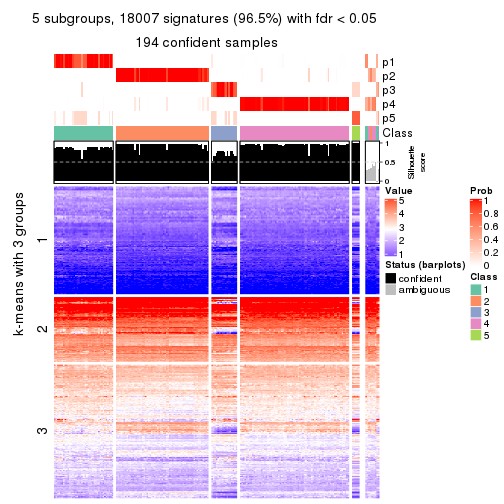 5 subgroups, 18007 signatures (96.5%) with fdr < 0.05
194 confident samples
p1
p2
p3
p4
p5
Class
1
0.5
0
Silhouette
score
k-means with 3 groups
1
2
3
Value
5
4
3
2
1
Prob
1
0.8
0.6
0.4
0.2
0
Status (barplots)
confident
ambiguous
Class
1
2
3
4
5